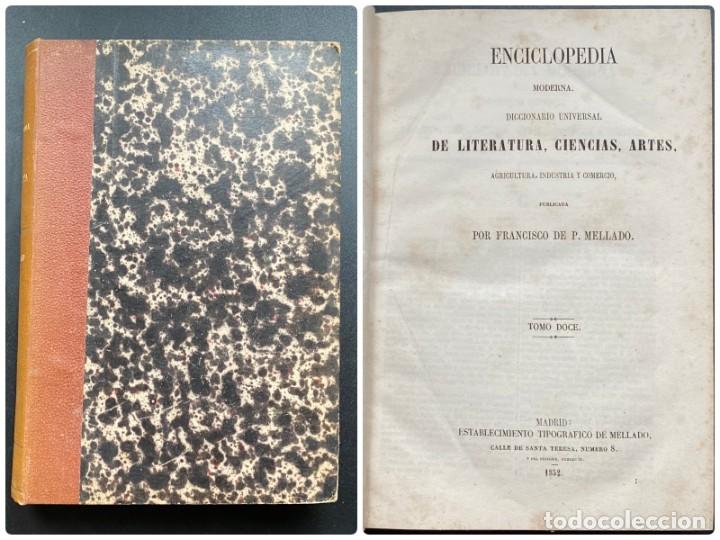 ENCICLOPEDIA
MODERNA.
DICCIONARIO UNIVERSAL
DE LITERATURA, CIENCIAS, ARTES,
AGRICULTURA, INDUSTRIA Y COMERCIO,
PUBLICADA
POR FRANCISCO DE P. MELLADO.
TOMO DOCE.
MADRID:
ESTABLECIMIENTO TIPOGRAFICO DE MELLADO,
CALLE DE SANTA TERESA, NUMERO 8.
1852.
todocoleccion